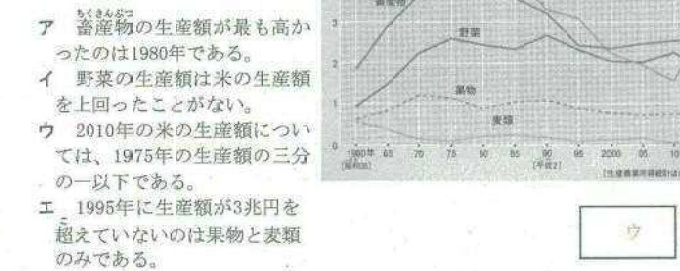 ちくさんぶつ
ア 畜産物の生産額が最も高か
ったのは1980年である。
イ 野菜の生産額は米の生産額
を上回ったことがない。
ウ 2010年の米の生産額につい
ては、1975年の生産額の三分
の一以下である。
エ 1995年に生産額が3兆円を
こ
超えていないのは果物と麦類
のみである。
畜産物
3
野菜
2
果物
1
麦類
0
1960年 65 70 75 80 85 90 95 2000 05 10
[昭和35] [平成2]
ウ